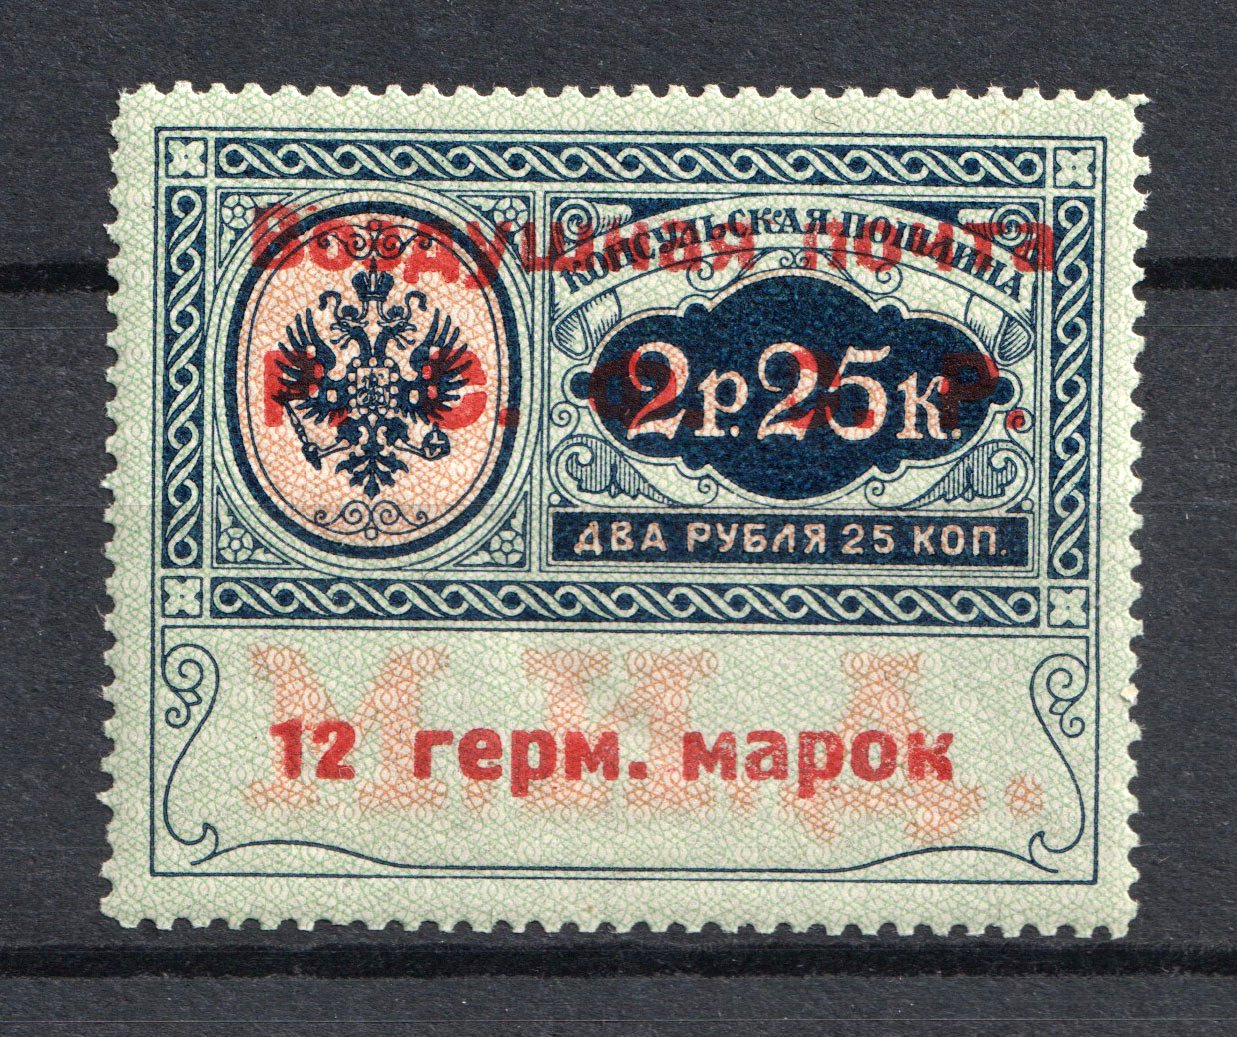 КОНСУЛЬСКАЯ ПОШЛИНА
Воздушная почта
Р. С. Ф. С. Р.
2р.25к.
ДВА РУБЛЯ 25 КОП.
М.И.Д.
12 герм. марок